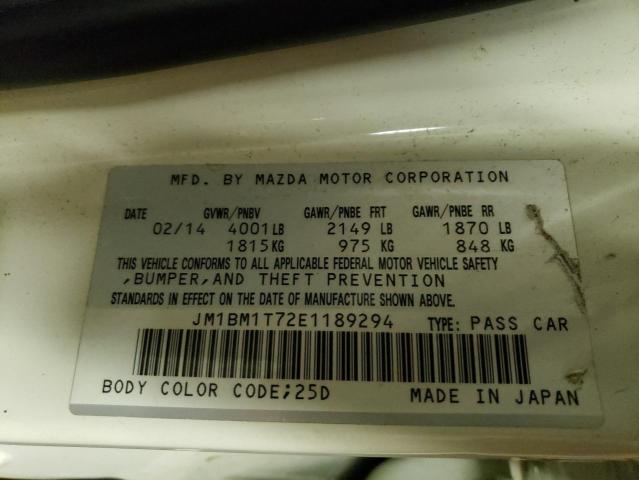 MFD. BY MAZDA MOTOR CORPORATION
DATE GVWR/PNBV GAWR/PNBE FRT GAWR/PNBE RR
02/14 4001 LB 2149 LB 1870 LB
1815 KG 975 KG 848 KG
THIS VEHICLE CONFORMS TO ALL APPLICABLE FEDERAL MOTOR VEHICLE SAFETY
,BUMPER,AND THEFT PREVENTION
STANDARDS IN EFFECT ON THE DATE OF MANUFACTURE SHOWN ABOVE.
JM1BM1T72E1189294 TYPE: PASS CAR
BODY COLOR CODE;25D MADE IN JAPAN